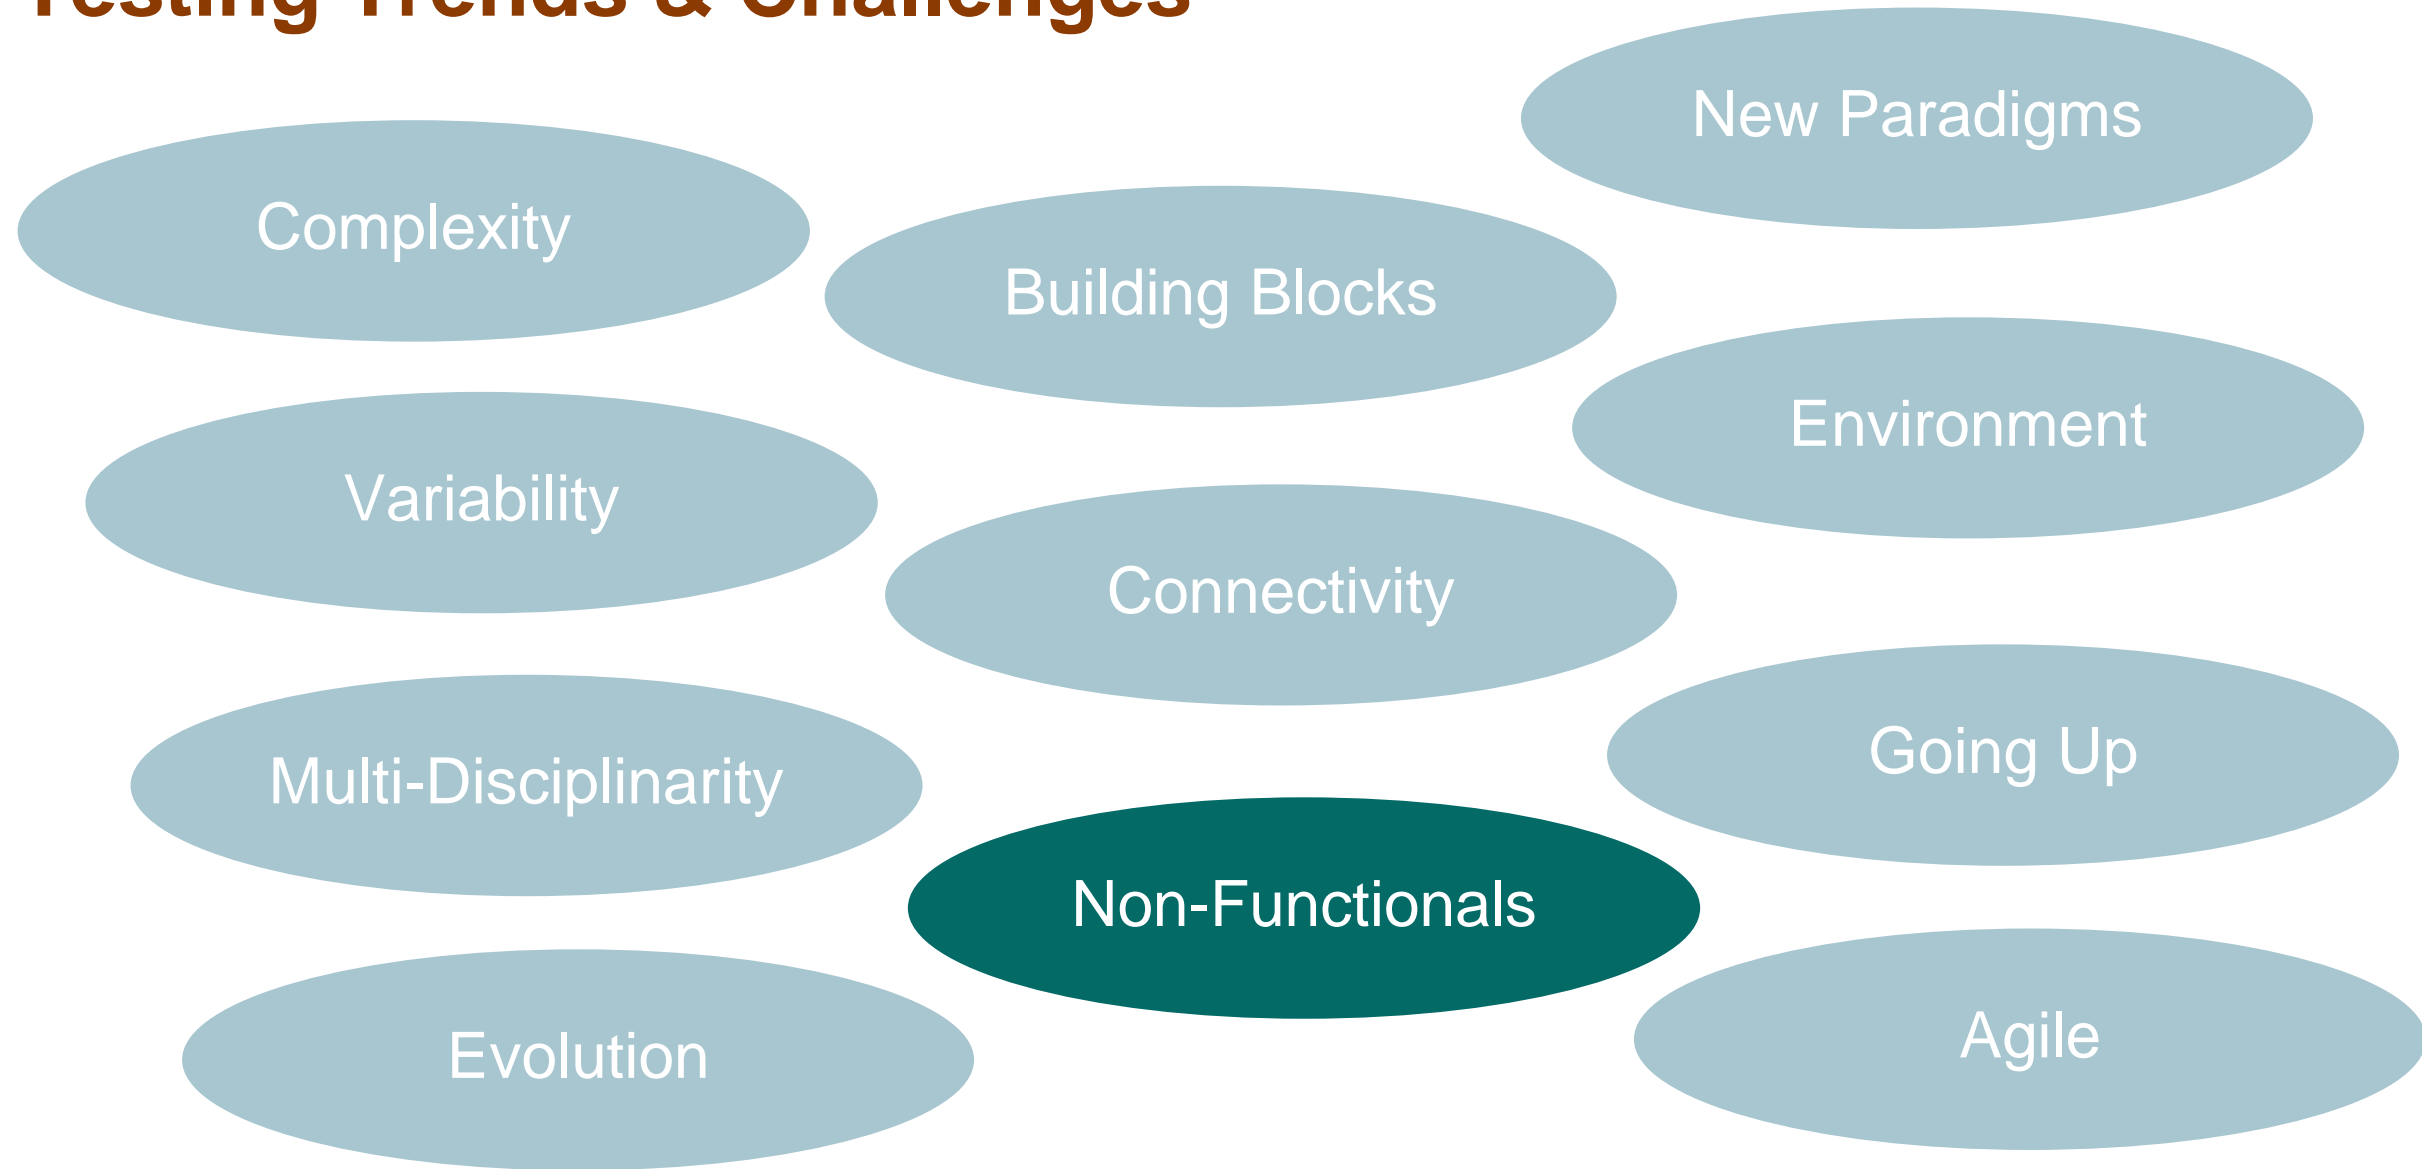 Testing Trends & Challenges
New Paradigms
Complexity
Building Blocks
Environment
Variability
Connectivity
Going Up
Multi-Disciplinarity
Non-Functionals
Agile
Evolution